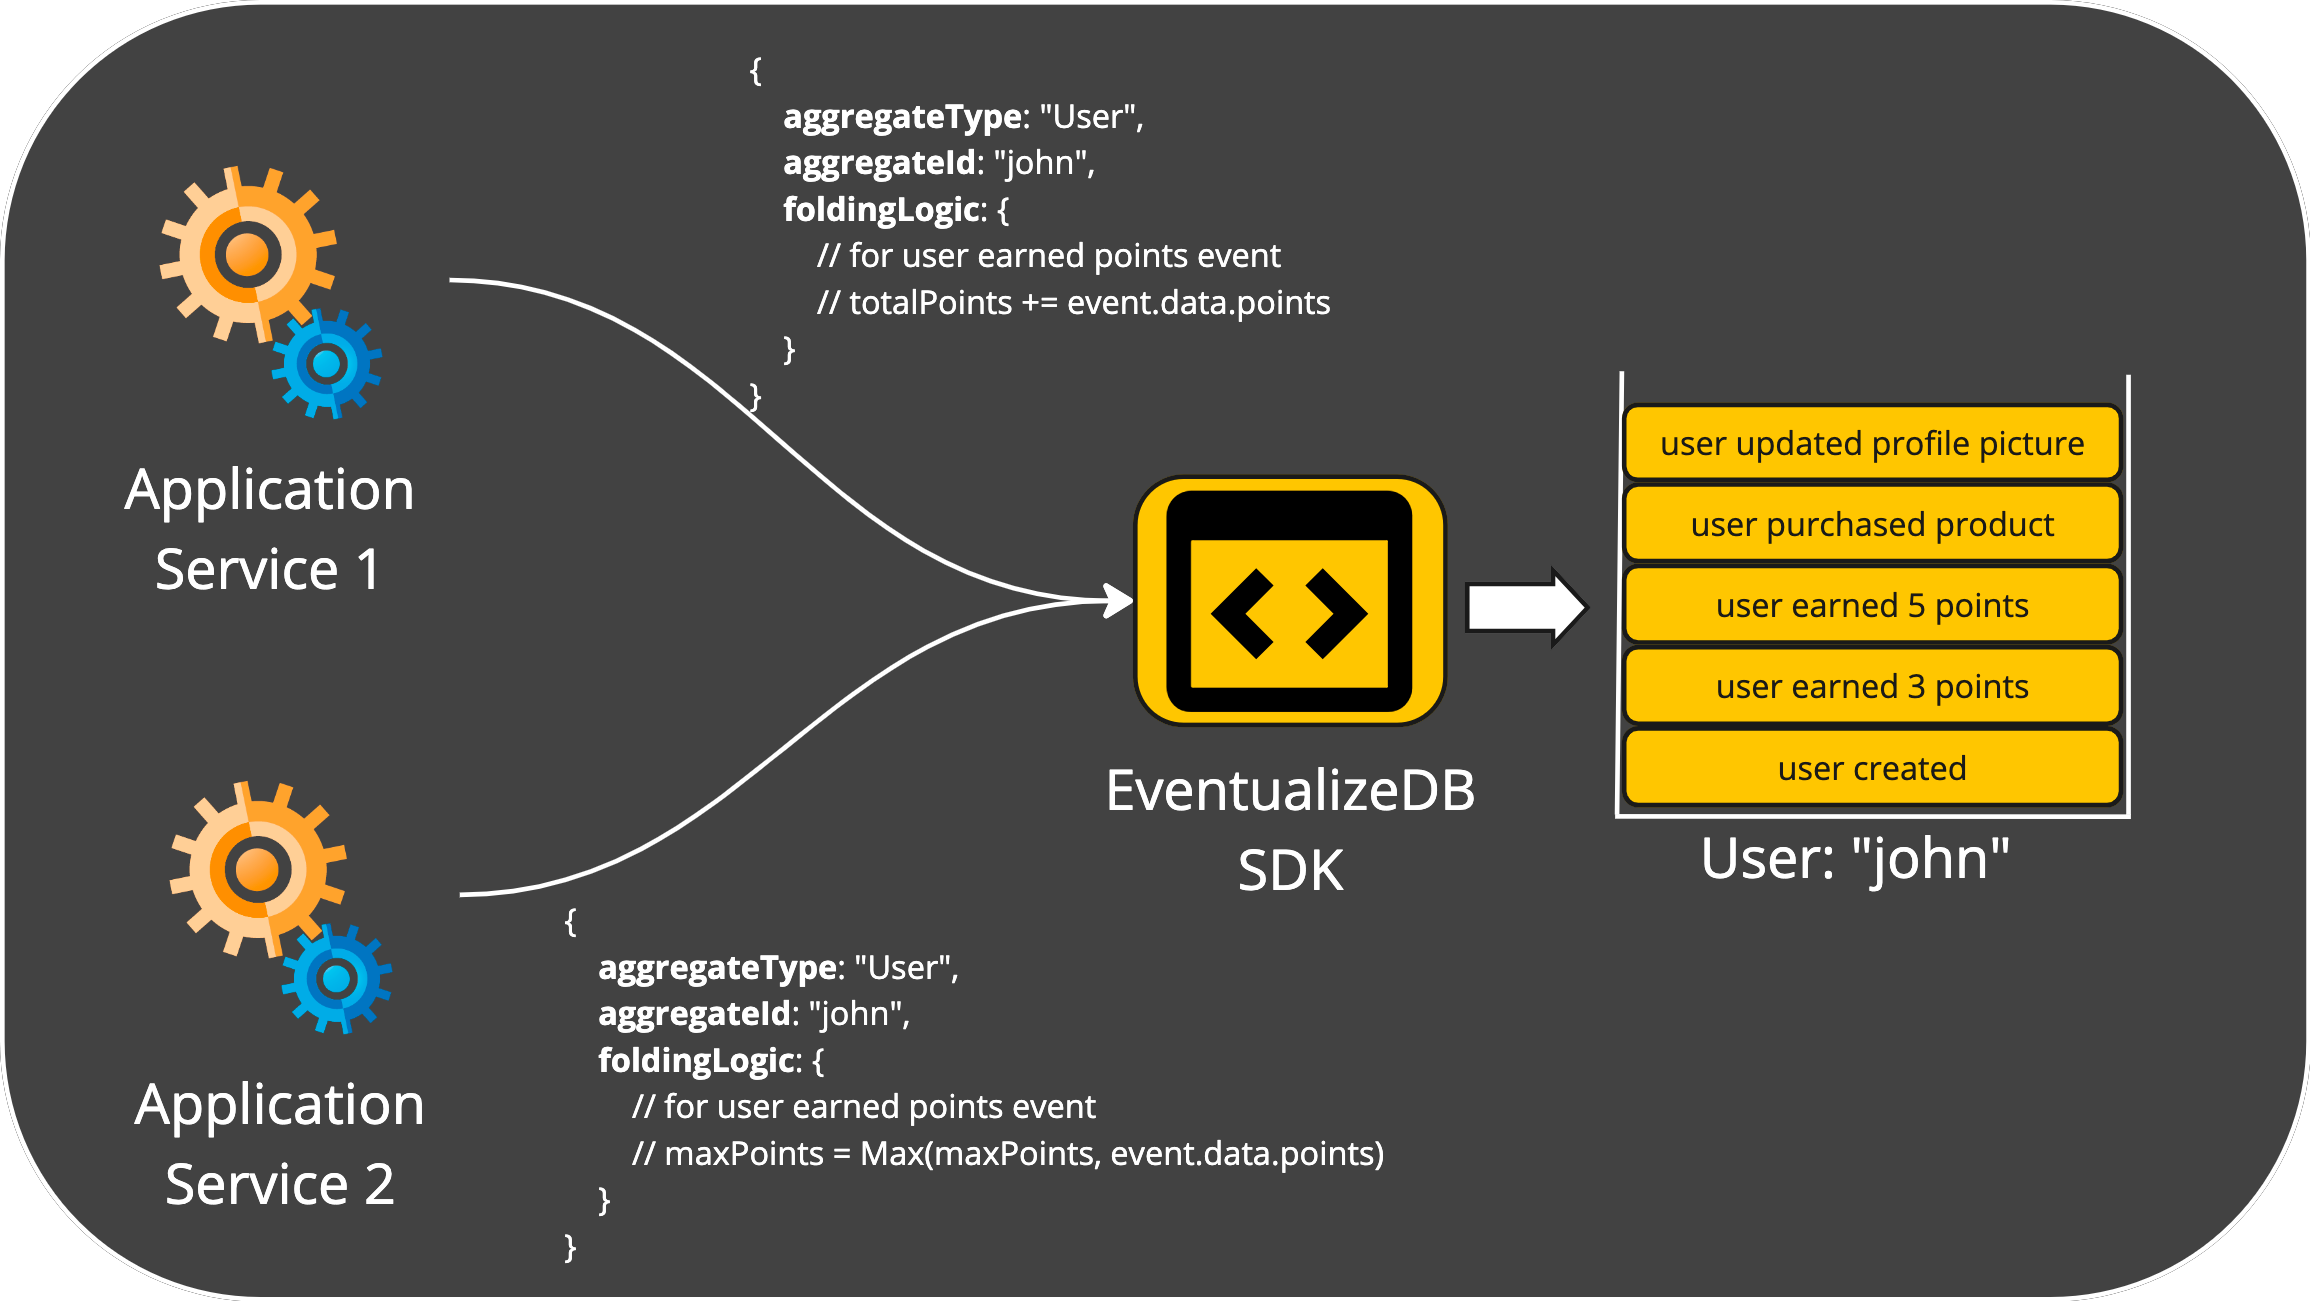 {
aggregateType: "User",
aggregateId: "john",
foldingLogic: {
// for user earned points event
// totalPoints += event.data.points
}
}
Application
Service 1
user updated profile picture
user purchased product
user earned 5 points
user earned 3 points
user created
User: "john"
EventualizeDB
SDK
{
aggregateType: "User",
aggregateId: "john",
foldingLogic: {
// for user earned points event
// maxPoints = Max(maxPoints, event.data.points)
}
}
Application
Service 2